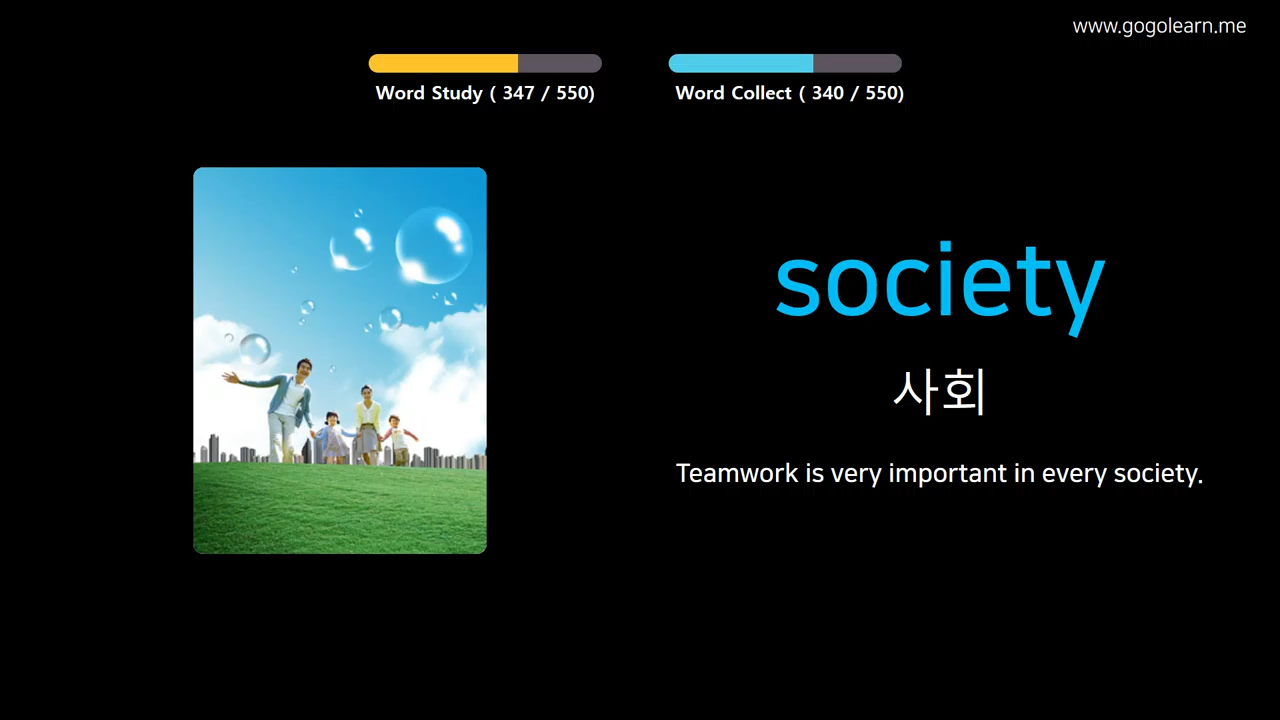 www.gogolearn.me
Word Study ( 347 / 550)
Word Collect ( 340 / 550)
society
사회
Teamwork is very important in every society.